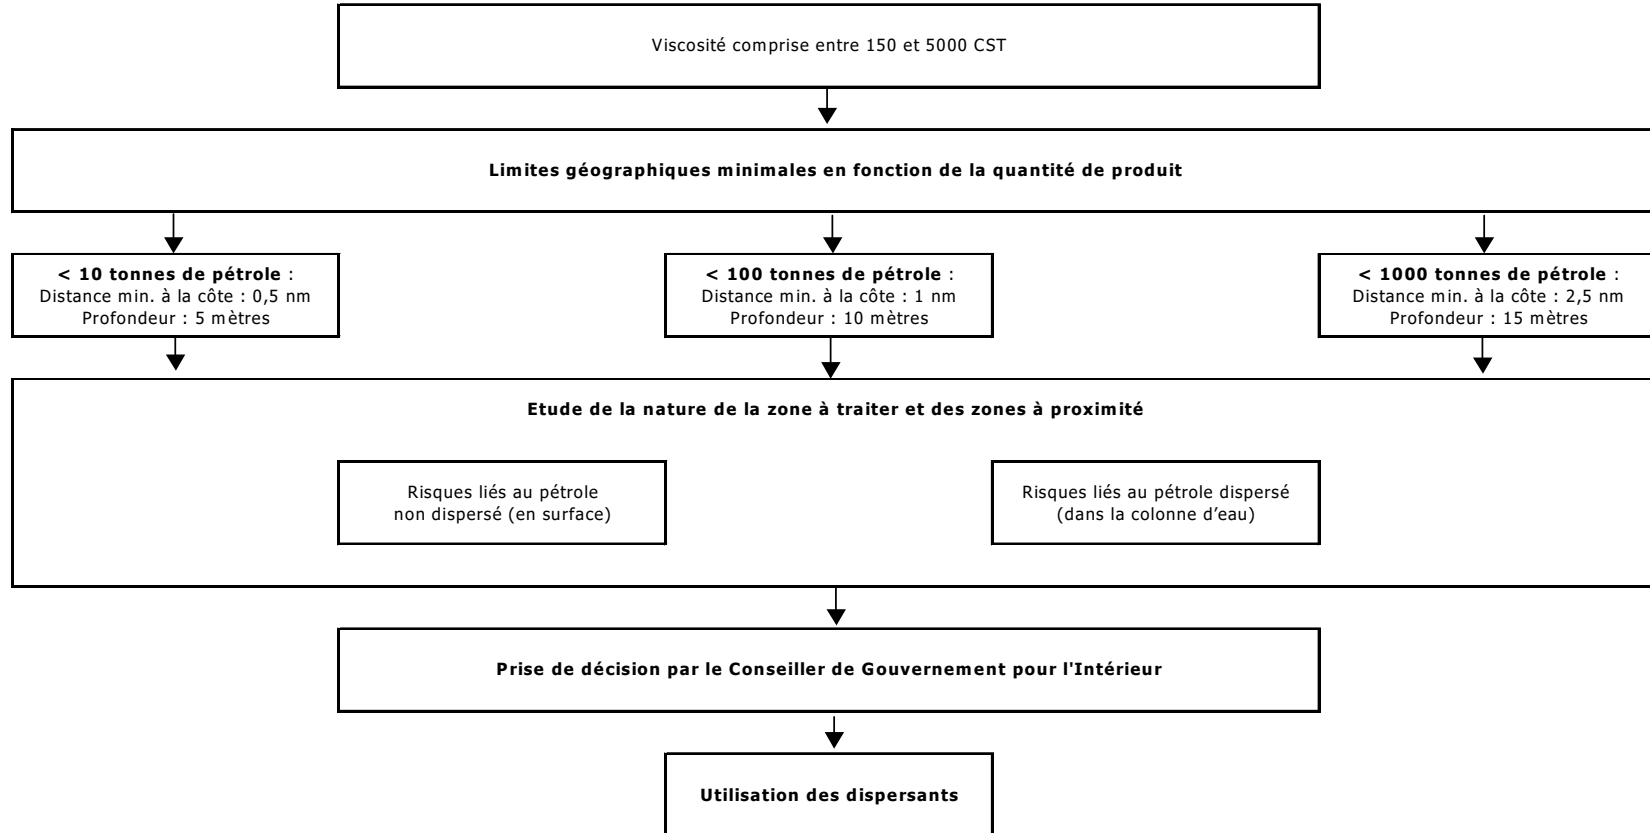 Viscosité comprise entre 150 et 5000 CST
Limites géographiques minimales en fonction de la quantité de produit
< 10 tonnes de pétrole :
Distance min. à la côte : 0,5 nm
Profondeur : 5 mètres
< 100 tonnes de pétrole :
Distance min. à la côte : 1 nm
Profondeur : 10 mètres
< 1000 tonnes de pétrole :
Distance min. à la côte : 2,5 nm
Profondeur : 15 mètres
Etude de la nature de la zone à traiter et des zones à proximité
Risques liés au pétrole
non dispersé (en surface)
Risques liés au pétrole dispersé
(dans la colonne d’eau)
Prise de décision par le Conseiller de Gouvernement pour l'Intérieur
Utilisation des dispersants